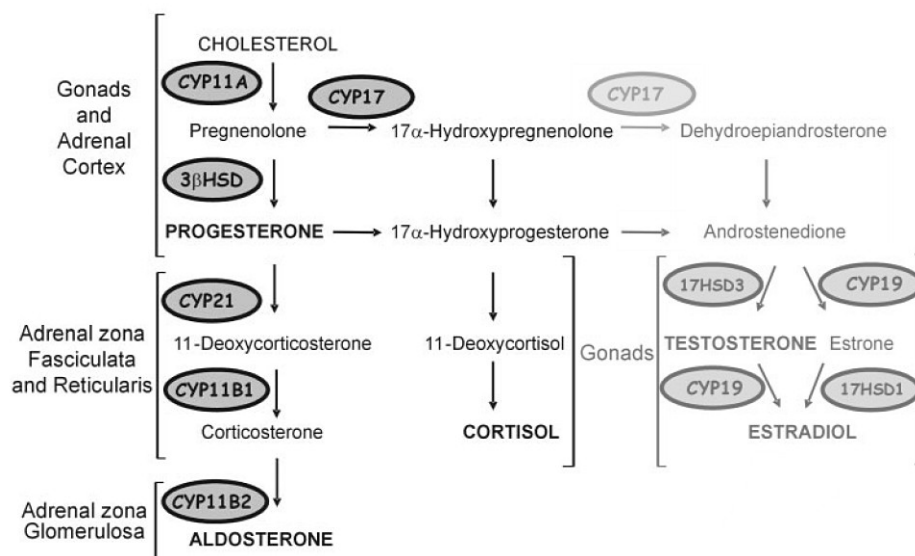 CHOLESTEROL
CYP11A
CYP17
CYP17
Gonads
and
Adrenal
Cortex
Pregnenolone
17α-Hydroxypregnenolone
Dehydroepiandrosterone
3βHSD
PROGESTERONE
17α-Hydroxyprogesterone
Androstenedione
CYP21
17HSD3
CYP19
Adrenal zona
Fasciculata
and Reticularis
11-Deoxycorticosterone
11-Deoxycortisol
Gonads
TESTOSTERONE
Estrone
CYP11B1
CYP19
17HSD1
Corticosterone
CORTISOL
ESTRADIOL
Adrenal zona
Glomerulosa
CYP11B2
ALDOSTERONE